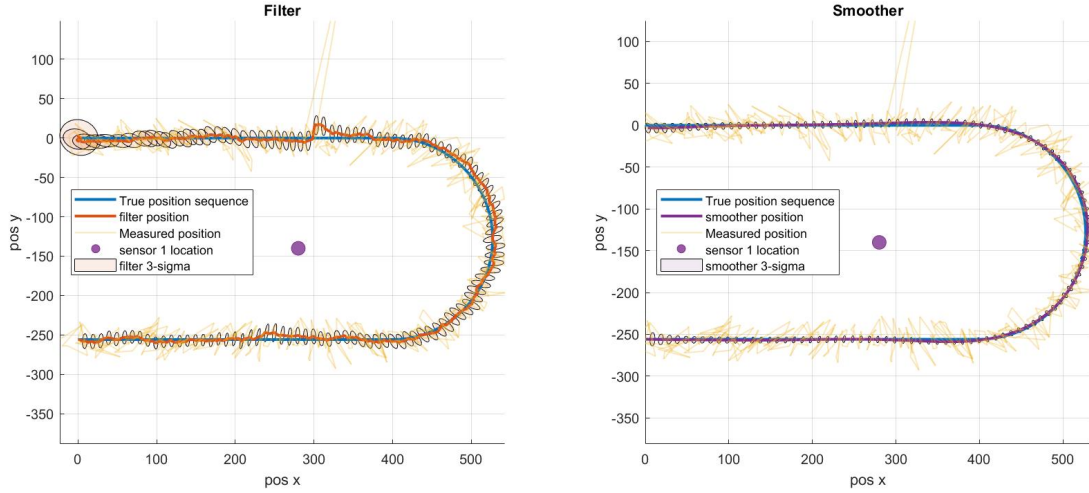 Filter
100
50
0
-50
-100
-150
-200
-250
-300
-350
pos y
0
100
200
300
400
500
pos x
True position sequence
filter position
Measured position
sensor 1 location
filter 3-sigma
Smoother
100
50
0
-50
-100
-150
-200
-250
-300
-350
pos y
0
100
200
300
400
500
pos x
True position sequence
smoother position
Measured position
sensor 1 location
smoother 3-sigma